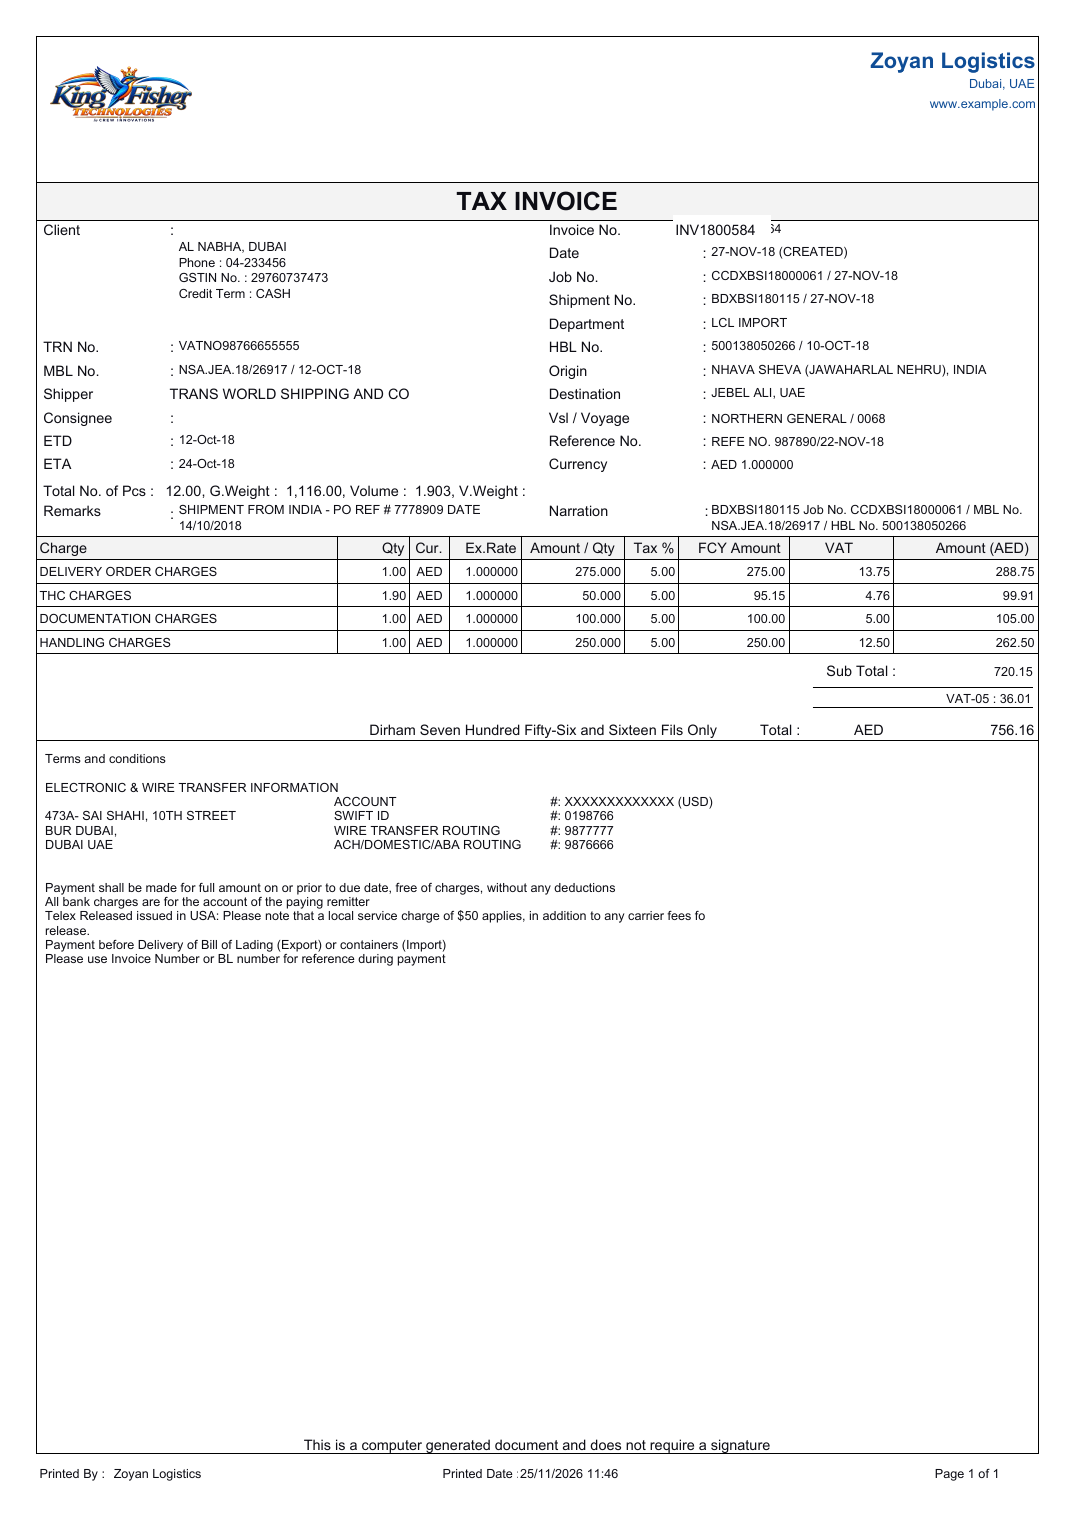 King Fisher
TECHNOLOGIES
by CREW INNOVATIONS
Zoyan Logistics
Dubai, UAE
www.example.com
TAX INVOICE
Client :
AL NABHA, DUBAI
Phone : 04-233456
GSTIN No. : 29760737473
Credit Term : CASH
Invoice No. INV1800584
Date : 27-NOV-18 (CREATED)
Job No. : CCDXBSI18000061 / 27-NOV-18
Shipment No. : BDXBSI180115 / 27-NOV-18
Department : LCL IMPORT
TRN No. : VATNO98766655555 HBL No. : 500138050266 / 10-OCT-18
MBL No. : NSA.JEA.18/26917 / 12-OCT-18 Origin : NHAVA SHEVA (JAWAHARLAL NEHRU), INDIA
Shipper TRANS WORLD SHIPPING AND CO Destination : JEBEL ALI, UAE
Consignee : Vsl / Voyage : NORTHERN GENERAL / 0068
ETD : 12-Oct-18 Reference No. : REFE NO. 987890/22-NOV-18
ETA : 24-Oct-18 Currency : AED 1.000000
Total No. of Pcs : 12.00, G.Weight : 1,116.00, Volume : 1.903, V.Weight :
Remarks : SHIPMENT FROM INDIA - PO REF # 7778909 DATE
14/10/2018
Narration : BDXBSI180115 Job No. CCDXBSI18000061 / MBL No.
NSA.JEA.18/26917 / HBL No. 500138050266
Charge Qty Cur. Ex.Rate Amount / Qty Tax % FCY Amount VAT Amount (AED)
DELIVERY ORDER CHARGES 1.00 AED 1.000000 275.000 5.00 275.00 13.75 288.75
THC CHARGES 1.90 AED 1.000000 50.000 5.00 95.15 4.76 99.91
DOCUMENTATION CHARGES 1.00 AED 1.000000 100.000 5.00 100.00 5.00 105.00
HANDLING CHARGES 1.00 AED 1.000000 250.000 5.00 250.00 12.50 262.50
Sub Total : 720.15
VAT-05 : 36.01
Dirham Seven Hundred Fifty-Six and Sixteen Fils Only Total : AED 756.16
Terms and conditions
ELECTRONIC & WIRE TRANSFER INFORMATION
ACCOUNT #: XXXXXXXXXXXXX (USD)
473A- SAI SHAHI, 10TH STREET SWIFT ID #: 0198766
BUR DUBAI, WIRE TRANSFER ROUTING #: 9877777
DUBAI UAE ACH/DOMESTIC/ABA ROUTING #: 9876666
Payment shall be made for full amount on or prior to due date, free of charges, without any deductions
All bank charges are for the account of the paying remitter
Telex Released issued in USA: Please note that a local service charge of $50 applies, in addition to any carrier fees fo
release.
Payment before Delivery of Bill of Lading (Export) or containers (Import)
Please use Invoice Number or BL number for reference during payment
This is a computer generated document and does not require a signature
Printed By : Zoyan Logistics Printed Date : 25/11/2026 11:46 Page 1 of 1